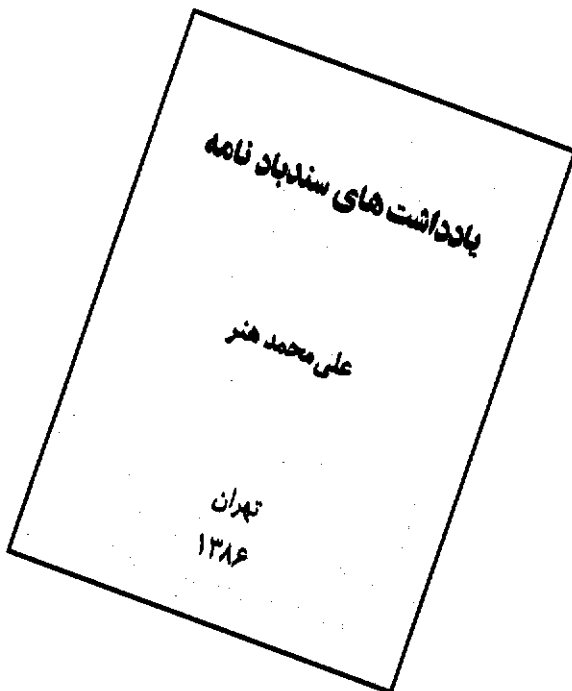 یادداشت های سندباد نامه
علی محمد هنر
تهران
۱۳۸۶